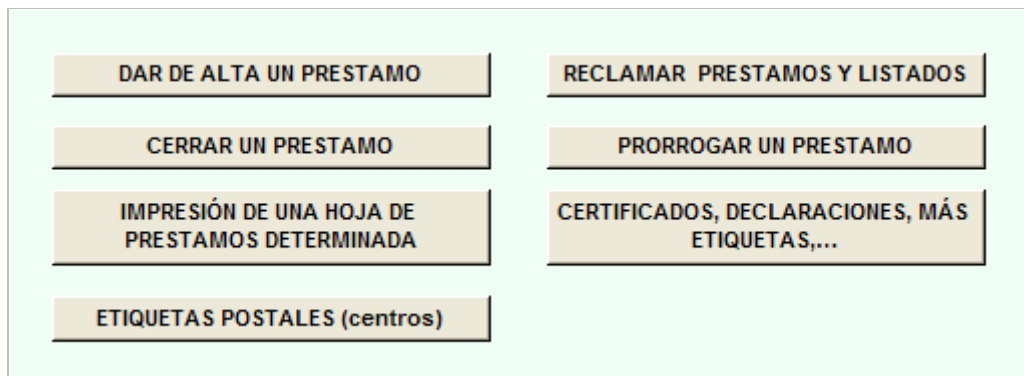 DAR DE ALTA UN PRESTAMO
RECLAMAR PRESTAMOS Y LISTADOS
CERRAR UN PRESTAMO
PRORROGAR UN PRESTAMO
IMPRESIÓN DE UNA HOJA DE
PRESTAMOS DETERMINADA
CERTIFICADOS, DECLARACIONES, MÁS
ETIQUETAS,...
ETIQUETAS POSTALES (centros)